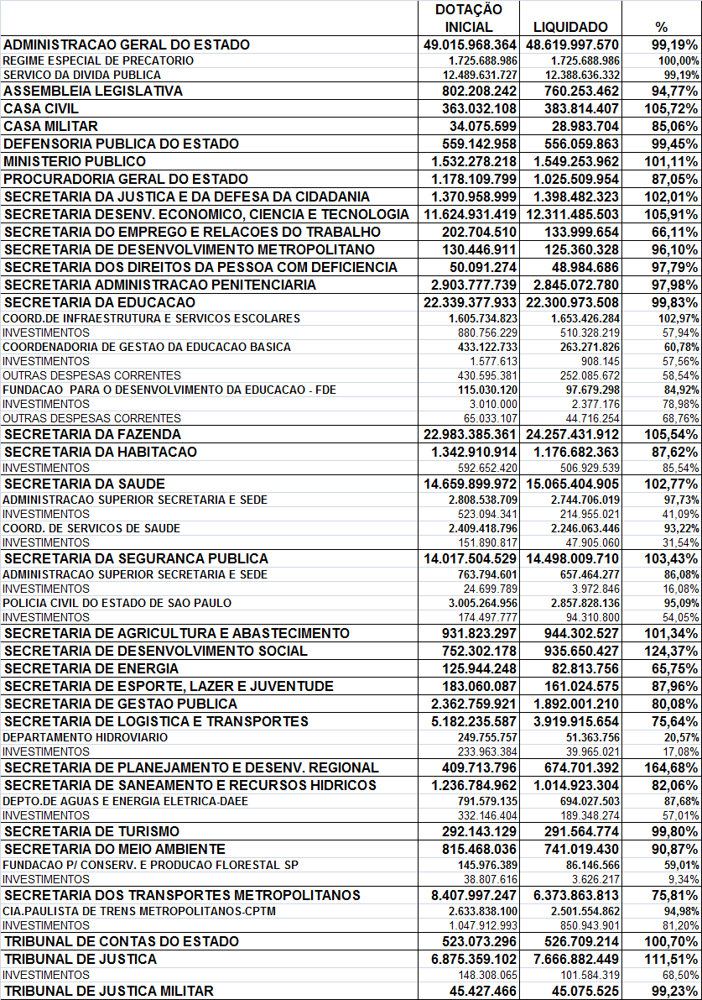 DOTAÇÃO
INICIAL LIQUIDADO %
ADMINISTRACAO GERAL DO ESTADO 49.015.968.364 48.619.997.570 99,19%
REGIME ESPECIAL DE PRECATORIO 1.725.688.986 1.725.688.986 100,00%
SERVICO DA DIVIDA PUBLICA 12.489.631.727 12.388.636.332 99,19%
ASSEMBLEIA LEGISLATIVA 802.208.242 760.253.462 94,77%
CASA CIVIL 363.032.108 383.814.407 105,72%
CASA MILITAR 34.075.599 28.983.704 85,06%
DEFENSORIA PUBLICA DO ESTADO 559.142.958 556.059.863 99,45%
MINISTERIO PUBLICO 1.532.278.218 1.549.253.962 101,11%
PROCURADORIA GERAL DO ESTADO 1.178.109.799 1.025.509.954 87,05%
SECRETARIA DA JUSTICA E DA DEFESA DA CIDADANIA 1.370.958.999 1.398.482.323 102,01%
SECRETARIA DESENV. ECONOMICO, CIENCIA E TECNOLOGIA 11.624.931.419 12.311.485.503 105,91%
SECRETARIA DO EMPREGO E RELACOES DO TRABALHO 202.704.510 133.999.654 66,11%
SECRETARIA DE DESENVOLVIMENTO METROPOLITANO 130.446.911 125.360.328 96,10%
SECRETARIA DOS DIREITOS DA PESSOA COM DEFICIENCIA 50.091.274 48.984.686 97,79%
SECRETARIA ADMINISTRACAO PENITENCIARIA 2.903.777.739 2.845.072.780 97,98%
SECRETARIA DA EDUCACAO 22.339.377.933 22.300.973.508 99,83%
COORD.DE INFRAESTRUTURA E SERVICOS ESCOLARES 1.605.734.823 1.653.426.284 102,97%
INVESTIMENTOS 880.756.229 510.328.219 57,94%
COORDENADORIA DE GESTAO DA EDUCACAO BASICA 433.122.733 263.271.826 60,78%
INVESTIMENTOS 1.577.613 908.145 57,56%
OUTRAS DESPESAS CORRENTES 430.595.381 252.085.672 58,54%
FUNDACAO PARA O DESENVOLVIMENTO DA EDUCACAO - FDE 115.030.120 97.679.298 84,92%
INVESTIMENTOS 3.010.000 2.377.176 78,98%
OUTRAS DESPESAS CORRENTES 65.033.107 44.716.254 68,76%
SECRETARIA DA FAZENDA 22.983.385.361 24.257.431.912 105,54%
SECRETARIA DA HABITACAO 1.342.910.914 1.176.682.363 87,62%
INVESTIMENTOS 592.652.420 506.929.539 85,54%
SECRETARIA DA SAUDE 14.659.899.972 15.065.404.905 102,77%
ADMINISTRACAO SUPERIOR SECRETARIA E SEDE 2.808.538.709 2.744.706.019 97,73%
INVESTIMENTOS 523.094.341 214.955.021 41,09%
COORD. DE SERVICOS DE SAUDE 2.409.418.796 2.246.063.446 93,22%
INVESTIMENTOS 151.890.817 47.905.060 31,54%
SECRETARIA DA SEGURANCA PUBLICA 14.017.504.529 14.498.009.710 103,43%
ADMINISTRACAO SUPERIOR SECRETARIA E SEDE 763.794.601 657.464.277 86,08%
INVESTIMENTOS 24.699.789 3.972.846 16,08%
POLICIA CIVIL DO ESTADO DE SAO PAULO 3.005.264.956 2.857.828.136 95,09%
INVESTIMENTOS 174.497.777 94.310.800 54,05%
SECRETARIA DE AGRICULTURA E ABASTECIMENTO 931.823.297 944.302.527 101,34%
SECRETARIA DE DESENVOLVIMENTO SOCIAL 752.302.178 935.650.427 124,37%
SECRETARIA DE ENERGIA 125.944.248 82.813.756 65,75%
SECRETARIA DE ESPORTE, LAZER E JUVENTUDE 183.060.087 161.024.575 87,96%
SECRETARIA DE GESTAO PUBLICA 2.362.759.921 1.892.001.210 80,08%
SECRETARIA DE LOGISTICA E TRANSPORTES 5.182.235.587 3.919.915.654 75,64%
DEPARTAMENTO HIDROVIARIO 249.755.757 51.363.756 20,57%
INVESTIMENTOS 233.963.384 39.965.021 17,08%
SECRETARIA DE PLANEJAMENTO E DESENV. REGIONAL 409.713.796 674.701.392 164,68%
SECRETARIA DE SANEAMENTO E RECURSOS HIDRICOS 1.236.784.962 1.014.923.304 82,06%
DEPTO.DE AGUAS E ENERGIA ELETRICA-DAEE 791.579.135 694.027.503 87,68%
INVESTIMENTOS 332.146.404 189.348.274 57,01%
SECRETARIA DE TURISMO 292.143.129 291.564.774 99,80%
SECRETARIA DO MEIO AMBIENTE 815.468.036 741.019.430 90,87%
FUNDACAO P/ CONSERV. E PRODUCAO FLORESTAL SP 145.976.389 86.146.566 59,01%
INVESTIMENTOS 38.807.616 3.626.217 9,34%
SECRETARIA DOS TRANSPORTES METROPOLITANOS 8.407.997.247 6.373.863.813 75,81%
CIA.PAULISTA DE TRENS METROPOLITANOS-CPTM 2.633.838.100 2.501.554.862 94,98%
INVESTIMENTOS 1.047.912.993 850.943.901 81,20%
TRIBUNAL DE CONTAS DO ESTADO 523.073.296 526.709.214 100,70%
TRIBUNAL DE JUSTICA 6.875.359.102 7.666.882.449 111,51%
INVESTIMENTOS 148.308.065 101.584.319 68,50%
TRIBUNAL DE JUSTICA MILITAR 45.427.466 45.075.525 99,23%